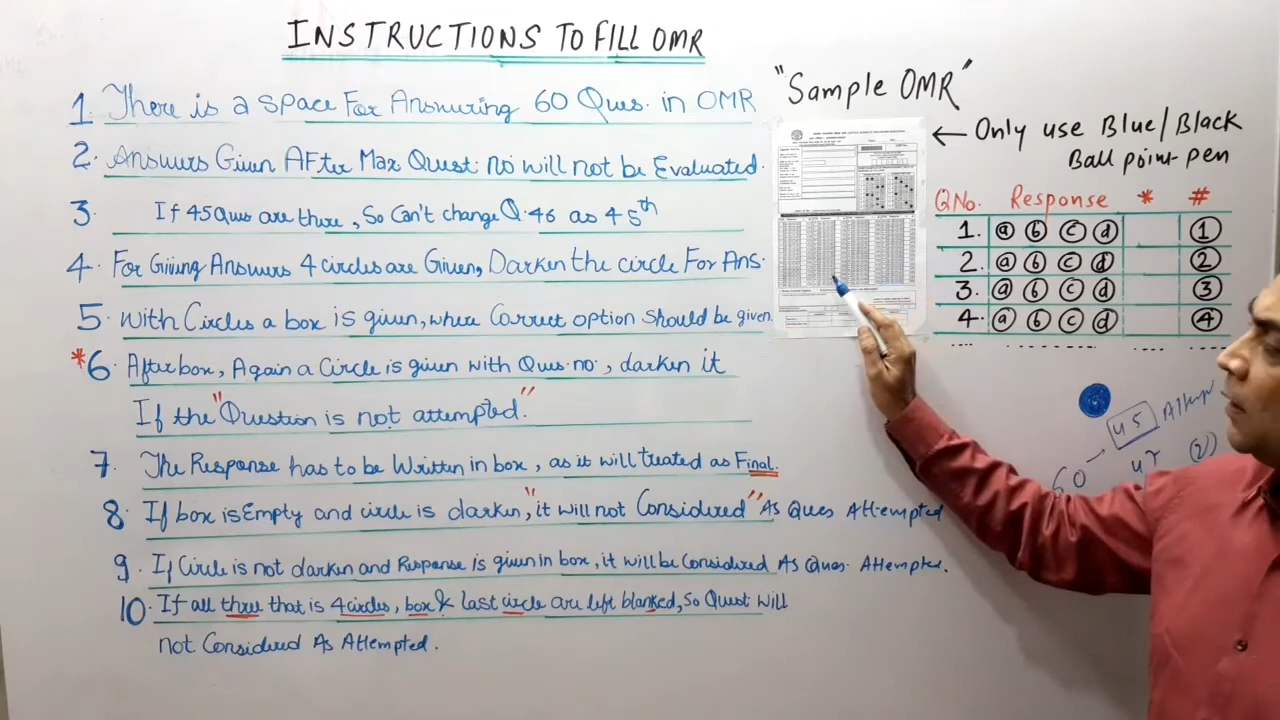 INSTRUCTIONS TO FILL OMR
1. There is a space For Answering 60 Ques. in OMR
2. Answers Given AFter Max Quest. no will not be Evaluated.
3 If 45 Ques are there, So Can't change Q.46 as 45th
4. For Giving Answers 4 circles are Given, Darken the circle For Ans.
5. With Circles a box is given, where Correct option should be given.
*6. After box, Again a Circle is given with Ques. no., darken it
If the "Question is not attempted"
7. The Response has to be Written in box, as it will treated as Final.
8. If box is Empty and circle is darken, "it will not Considered" As Ques Attempted
9. If Circle is not darken and Response is given in box, it will be Considered As Ques. Attempted.
10. If all three that is 4 circles, box & last circle are left blanked, So Quest will
not Considered As Attempted.
"Sample OMR"
← Only use Blue/Black
Ball point-pen
Q No. Response * #
1. a b c d 1
2. a b c d 2
3. a b c d 3
4. a b c d 4
60 → 45 Attemp